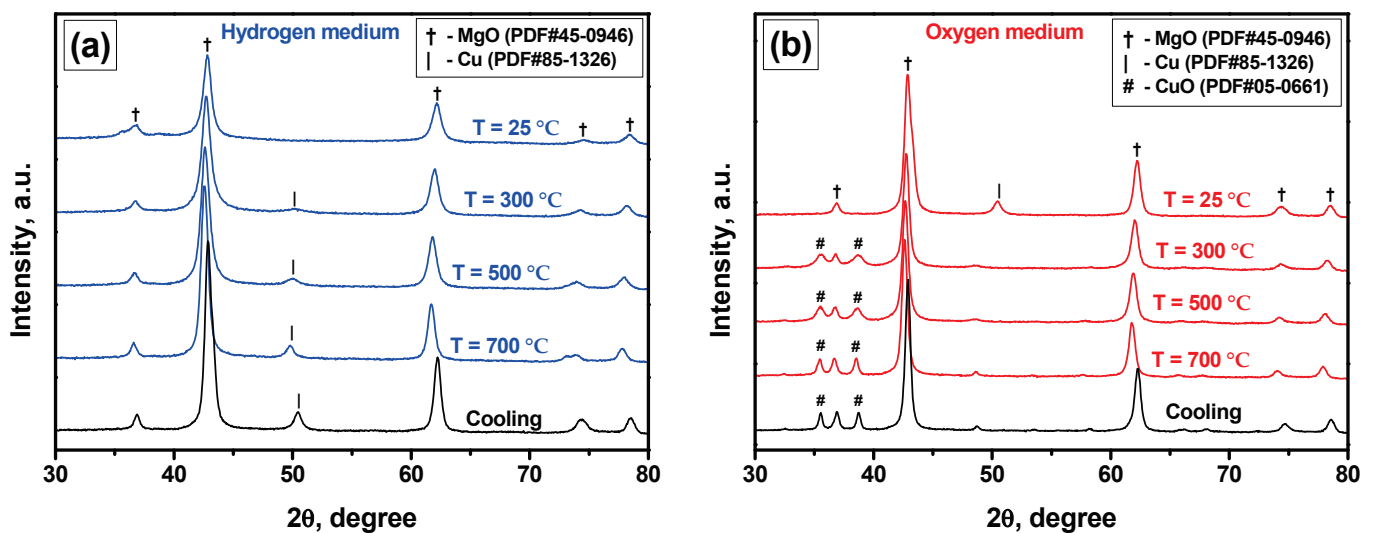 (a)
Hydrogen medium
† - MgO (PDF#45-0946)
| - Cu (PDF#85-1326)
†
†
†
†
†
T = 25 °C
|
T = 300 °C
|
T = 500 °C
|
T = 700 °C
|
Cooling
Intensity, a.u.
30 40 50 60 70 80
2θ, degree
(b)
Oxygen medium
† - MgO (PDF#45-0946)
| - Cu (PDF#85-1326)
# - CuO (PDF#05-0661)
†
†
†
|
†
†
T = 25 °C
# #
T = 300 °C
# #
T = 500 °C
# #
T = 700 °C
# #
Cooling
Intensity, a.u.
30 40 50 60 70 80
2θ, degree